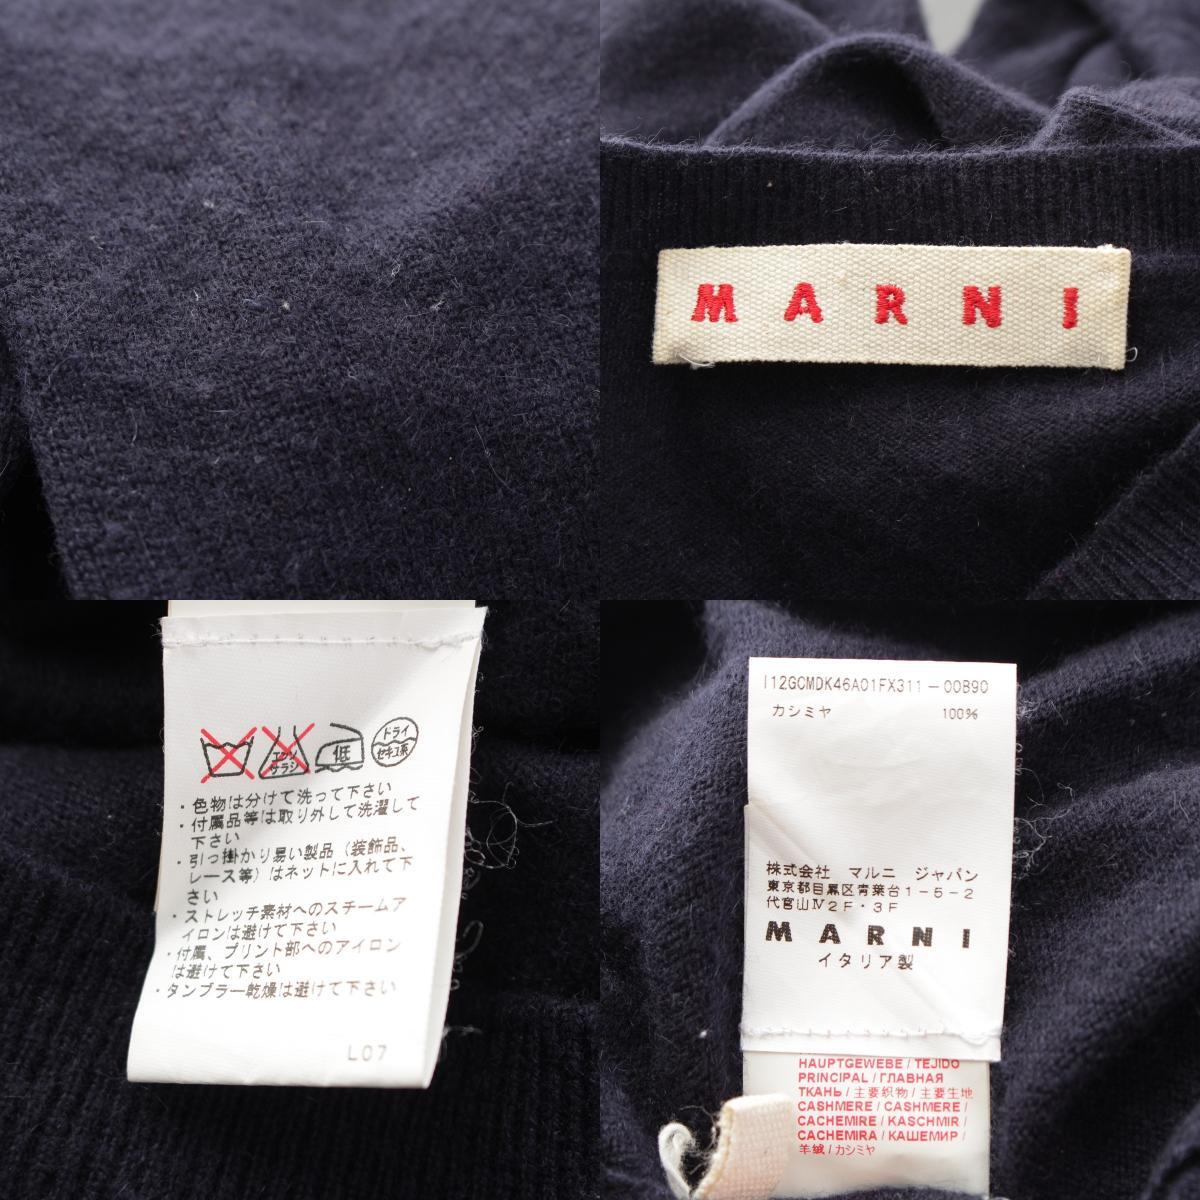 MARNI
エンソ
サラシ
低
ドライ
セキユ系
・色物は分けて洗って下さい
・付属品等は取り外して洗濯して
下さい
・引っ掛かり易い製品(装飾品、
レース等)はネットに入れて下
さい
・ストレッチ素材へのスチームア
イロンは避けて下さい
・付属、プリント部へのアイロン
は避けて下さい
・タンブラー乾燥は避けて下さい
L07
I12GCMDK46A01FX311-00B90
カシミヤ 100%
株式会社 マルニ ジャパン
東京都目黒区青葉台1-5-2
代官山Ⅳ2F・3F
MARNI
イタリア製
HAUPTGEWEBE / TEJIDO
PRINCIPAL / ГЛАВНАЯ
ТКАНЬ / 主要织物 / 主要生地
CASHMERE / CASHMERE /
CACHEMIRE / KASCHMIR /
CACHEMIRA / КАШЕМИР /
羊绒 / カシミヤ